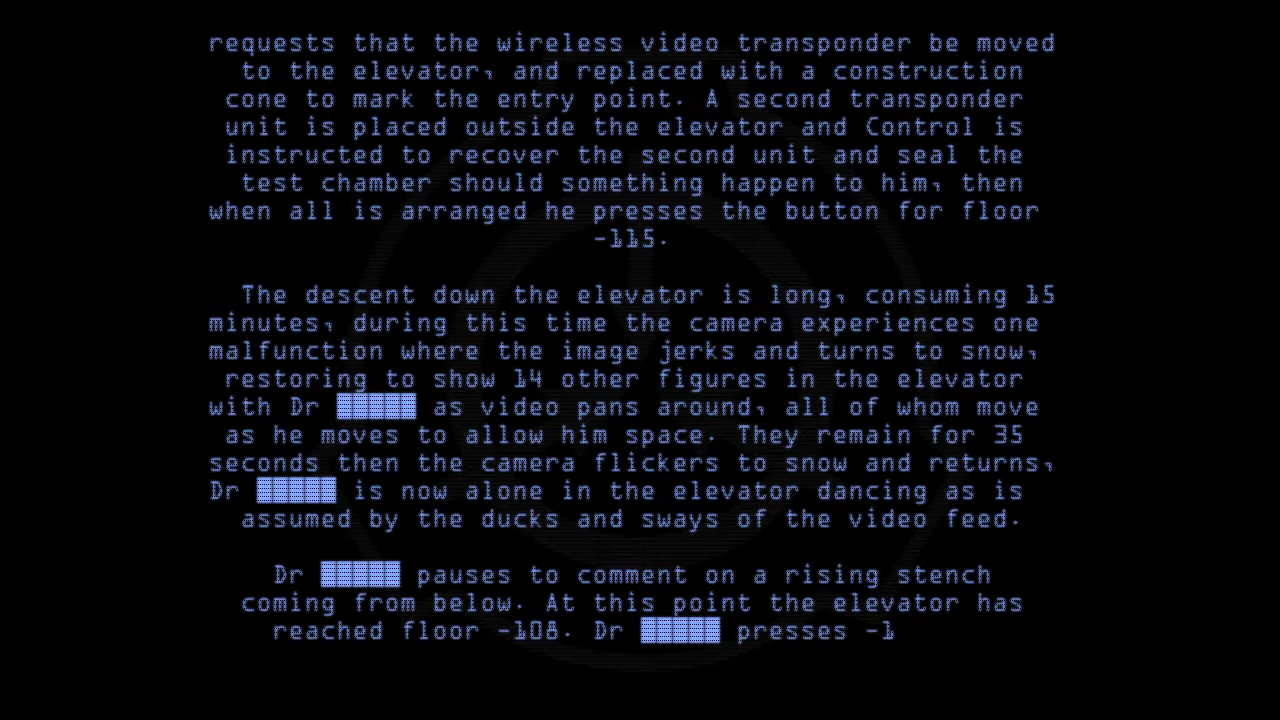 requests that the wireless video transponder be moved
to the elevator, and replaced with a construction
cone to mark the entry point. A second transponder
unit is placed outside the elevator and Control is
instructed to recover the second unit and seal the
test chamber should something happen to him, then
when all is arranged he presses the button for floor
-115.
The descent down the elevator is long, consuming 15
minutes, during this time the camera experiences one
malfunction where the image jerks and turns to snow,
restoring to show 14 other figures in the elevator
with Dr █████ as video pans around, all of whom move
as he moves to allow him space. They remain for 35
seconds then the camera flickers to snow and returns,
Dr █████ is now alone in the elevator dancing as is
assumed by the ducks and sways of the video feed.
Dr █████ pauses to comment on a rising stench
coming from below. At this point the elevator has
reached floor -108. Dr █████ presses -1